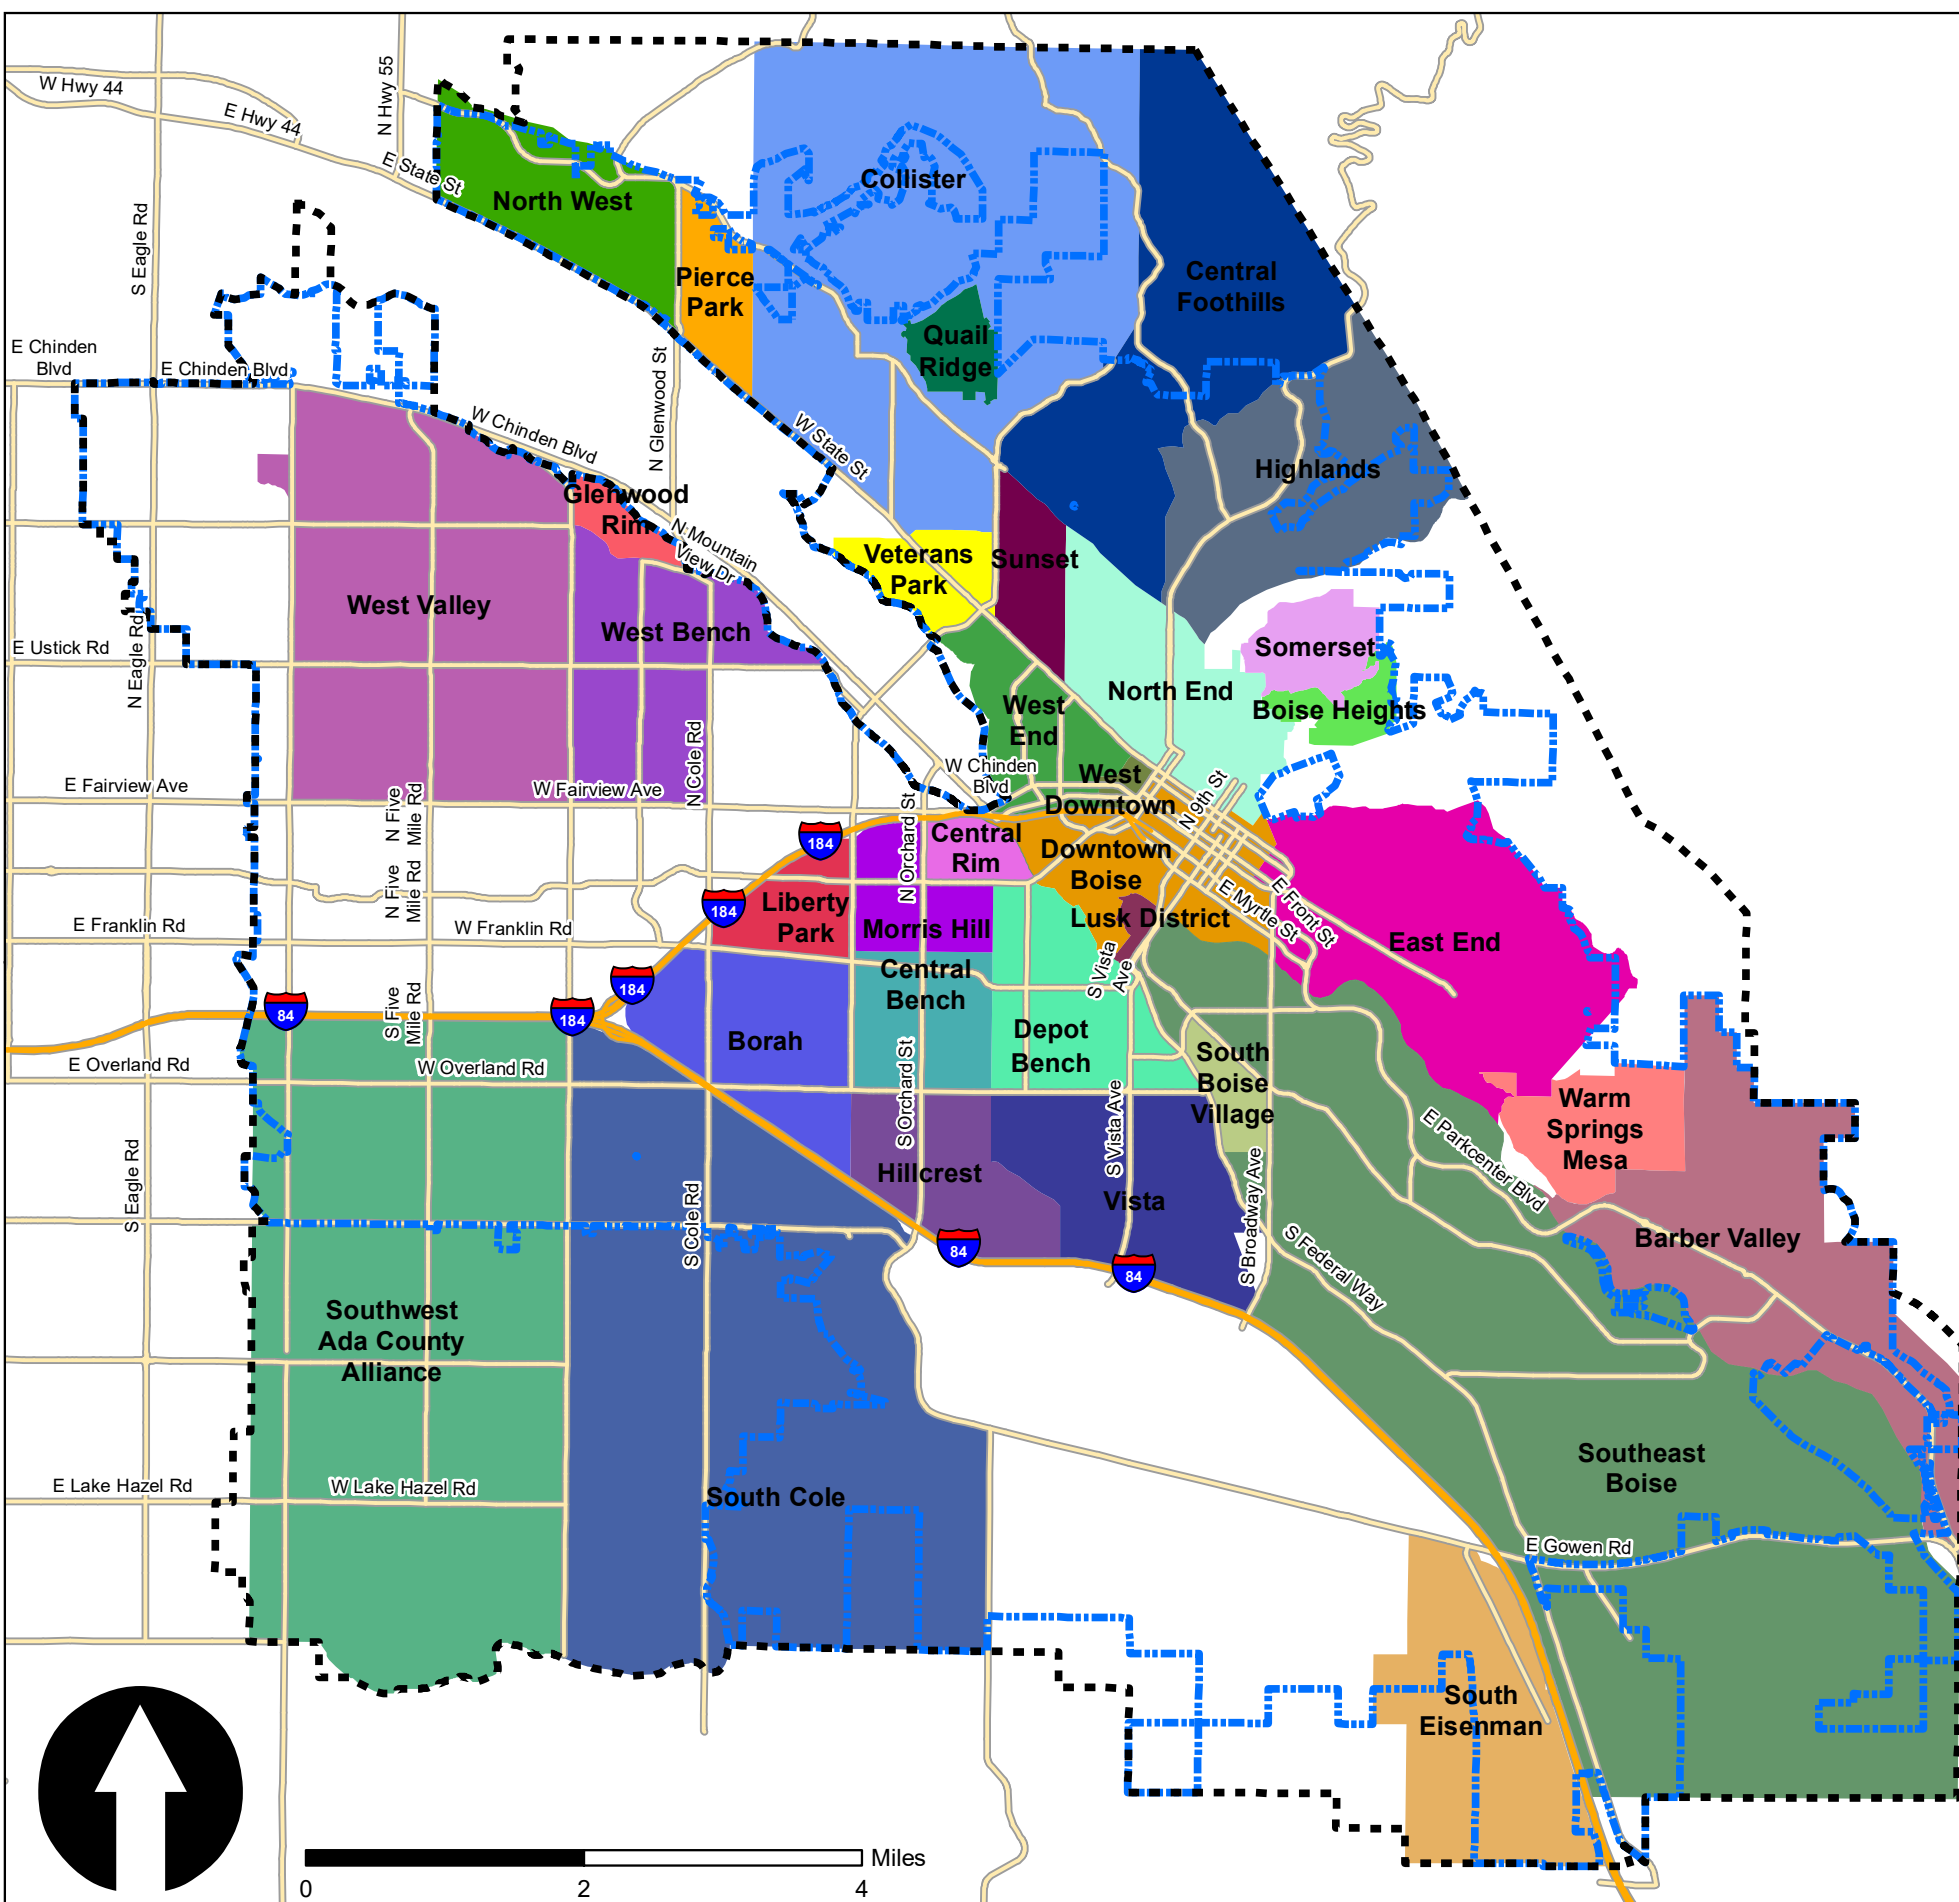 W Hwy 44
E Hwy 44
N Hwy 55
E State St
S Eagle Rd
North West
Collister
Pierce
Park
Central
Foothills
Quail
Ridge
E Chinden
Blvd
E Chinden Blvd
W Chinden Blvd
N Glenwood St
W State St
Highlands
Glenwood
Rim
N Mountain
View Dr
Veterans
Park
Sunset
West Valley
West Bench
E Ustick Rd
N Eagle Rd
Somerset
North End
Boise Heights
West
End
N Cole Rd
W Chinden
Blvd
West
Downtown
N 9th St
E Fairview Ave
N Five
Mile Rd
W Fairview Ave
184
N Orchard St
Central
Rim
Downtown
Boise
N Five
Mile Rd
184
Liberty
Park
Morris Hill
Lusk District
E Myrtle St
E Front St
East End
E Franklin Rd
W Franklin Rd
S Vista
Ave
Central
Bench
184
84
S Five
Mile Rd
184
Borah
Depot
Bench
South
Boise
Village
E Overland Rd
W Overland Rd
S Orchard St
S Vista Ave
Warm
Springs
Mesa
E Parkcenter Blvd
S Eagle Rd
S Cole Rd
Hillcrest
Vista
S Broadway Ave
84
84
S Federal Way
Barber Valley
Southwest
Ada County
Alliance
Southeast
Boise
E Lake Hazel Rd
W Lake Hazel Rd
South Cole
E Gowen Rd
South
Eisenman
Miles
0
2
4